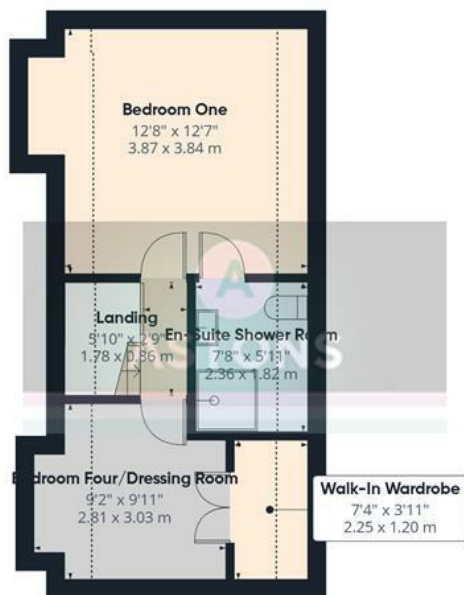 Bedroom One
12'8" x 12'7"
3.87 x 3.84 m
A
Landing
5'10" x 2'9"
1.78 x 0.86 m
En-Suite Shower Room
7'8" x 5'11"
2.36 x 1.82 m
ASTONS
Bedroom Four/Dressing Room
9'2" x 9'11"
2.81 x 3.03 m
Walk-In Wardrobe
7'4" x 3'11"
2.25 x 1.20 m